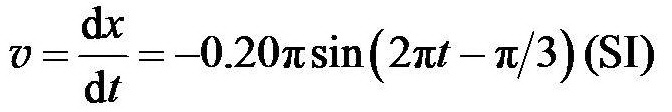 v = dx/dt = −0.20π sin(2πt − π/3) (SI)